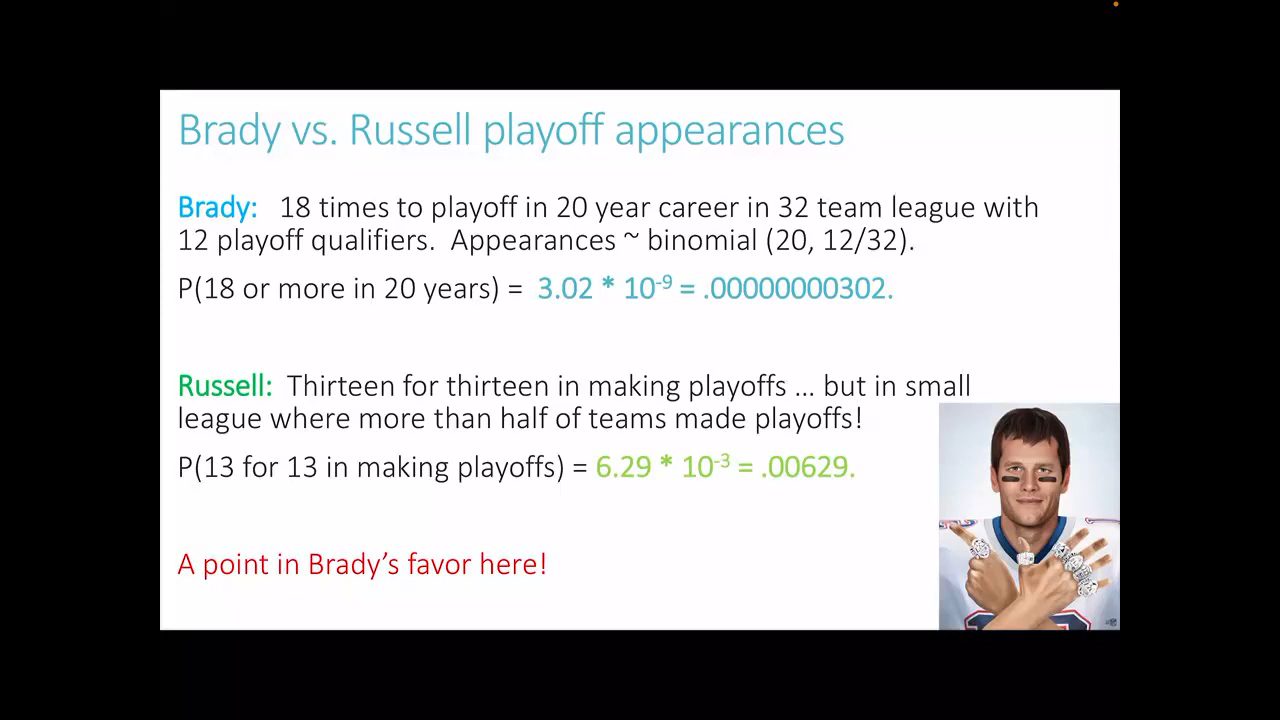 Brady vs. Russell playoff appearances
Brady: 18 times to playoff in 20 year career in 32 team league with
12 playoff qualifiers. Appearances ~ binomial (20, 12/32).
P(18 or more in 20 years) = 3.02 * 10-9 = .00000000302.
Russell: Thirteen for thirteen in making playoffs ... but in small
league where more than half of teams made playoffs!
P(13 for 13 in making playoffs) = 6.29 * 10-3 = .00629.
A point in Brady’s favor here!